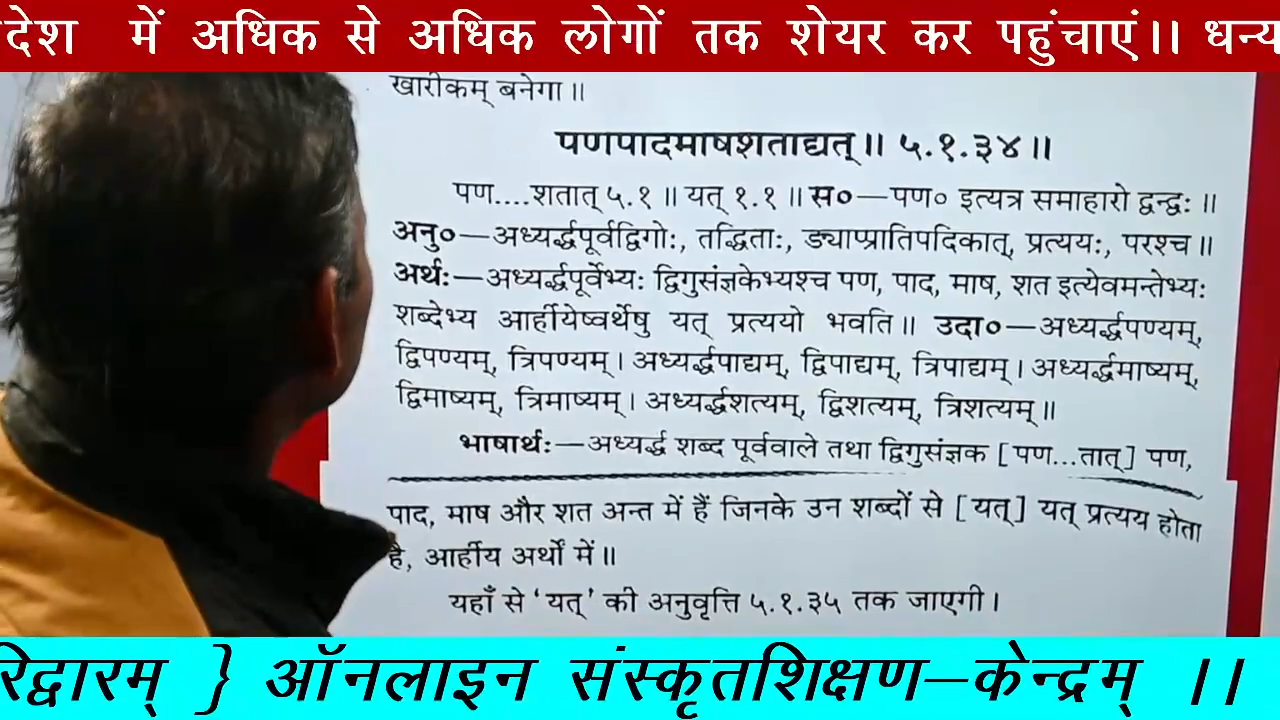 देश में अधिक से अधिक लोगों तक शेयर कर पहुंचाएं।। धन्य
खारीकम् बनेगा॥
पणपादमाषशताद्यत्॥ ५.१.३४॥
पण....शतात् ५.१॥ यत् १.१॥ स०—पण० इत्यत्र समाहारो द्वन्द्वः॥
अनु०—अध्यर्द्धपूर्वद्विगोः, तद्धिताः, ङ्याप्प्रातिपदिकात्, प्रत्ययः, परश्च॥
अर्थः—अध्यर्द्धपूर्वेभ्यः द्विगुसंज्ञकेभ्यश्च पण, पाद, माष, शत इत्येवमन्तेभ्यः
शब्देभ्य आर्हीयेष्वर्थेषु यत् प्रत्ययो भवति॥ उदा०—अध्यर्द्धपण्यम्,
द्विपण्यम्, त्रिपण्यम्। अध्यर्द्धपाद्यम्, द्विपाद्यम्, त्रिपाद्यम्। अध्यर्द्धमाष्यम्,
द्विमाष्यम्, त्रिमाष्यम्। अध्यर्द्धशत्यम्, द्विशत्यम्, त्रिशत्यम्॥
भाषार्थः—अध्यर्द्ध शब्द पूर्ववाले तथा द्विगुसंज्ञक [पण...तात्] पण,
पाद, माष और शत अन्त में हैं जिनके उन शब्दों से [यत्] यत् प्रत्यय होता
है, आर्हीय अर्थों में॥
यहाँ से 'यत्' की अनुवृत्ति ५.१.३५ तक जाएगी।
रिद्वारम् } ऑनलाइन संस्कृतशिक्षण–केन्द्रम् ।।